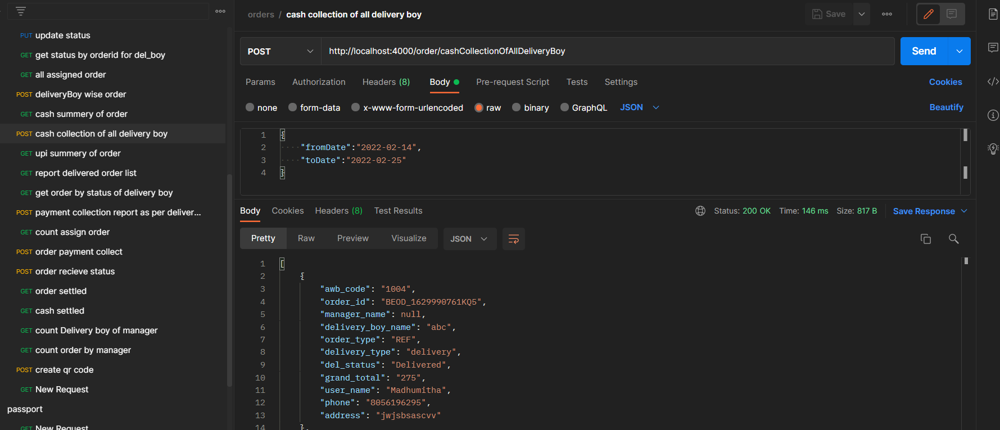 orders / cash collection of all delivery boy
Save
PUT update status
GET get status by orderid for del_boy
GET all assigned order
POST deliveryBoy wise order
GET cash summery of order
POST cash collection of all delivery boy
GET upi summery of order
GET report delivered order list
GET get order by status of delivery boy
POST payment collection report as per deliver...
GET count assign order
POST order payment collect
POST order recieve status
GET order settled
GET cash settled
GET count Delivery boy of manager
GET count order by manager
POST create qr code
GET New Request
passport
GET New Request
POST http://localhost:4000/order/cashCollectionOfAllDeliveryBoy Send
Params Authorization Headers (8) Body Pre-request Script Tests Settings Cookies
none form-data x-www-form-urlencoded raw binary GraphQL JSON Beautify
1 {
2 "fromDate":"2022-02-14",
3 "toDate":"2022-02-25"
4 }
Body Cookies Headers (8) Test Results Status: 200 OK Time: 146 ms Size: 817 B Save Response
Pretty Raw Preview Visualize JSON
1 [
2 {
3 "awb_code": "1004",
4 "order_id": "BEOD_1629990761KQ5",
5 "manager_name": null,
6 "delivery_boy_name": "abc",
7 "order_type": "REF",
8 "delivery_type": "delivery",
9 "del_status": "Delivered",
10 "grand_total": "275",
11 "user_name": "Madhumitha",
12 "phone": "8056196295",
13 "address": "jwjsbsascvv"
14 },